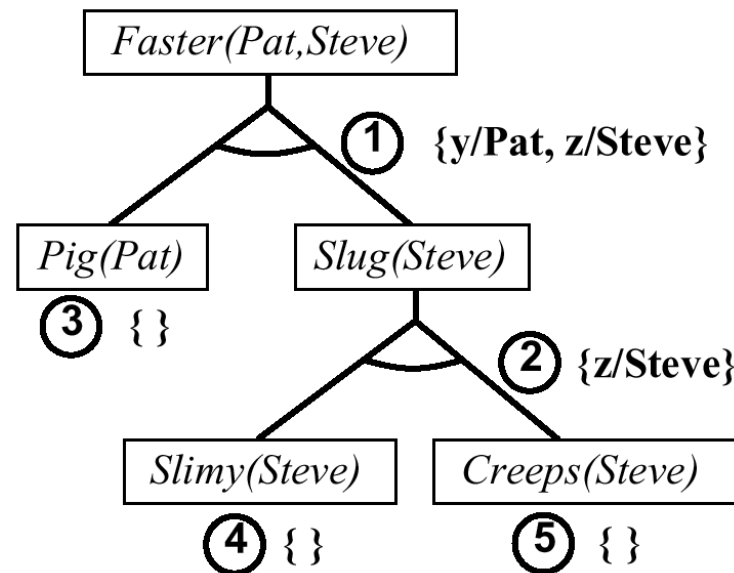 Faster(Pat,Steve)
1 {y/Pat, z/Steve}
Pig(Pat) Slug(Steve)
3 { }
2 {z/Steve}
Slimy(Steve) Creeps(Steve)
4 { } 5 { }